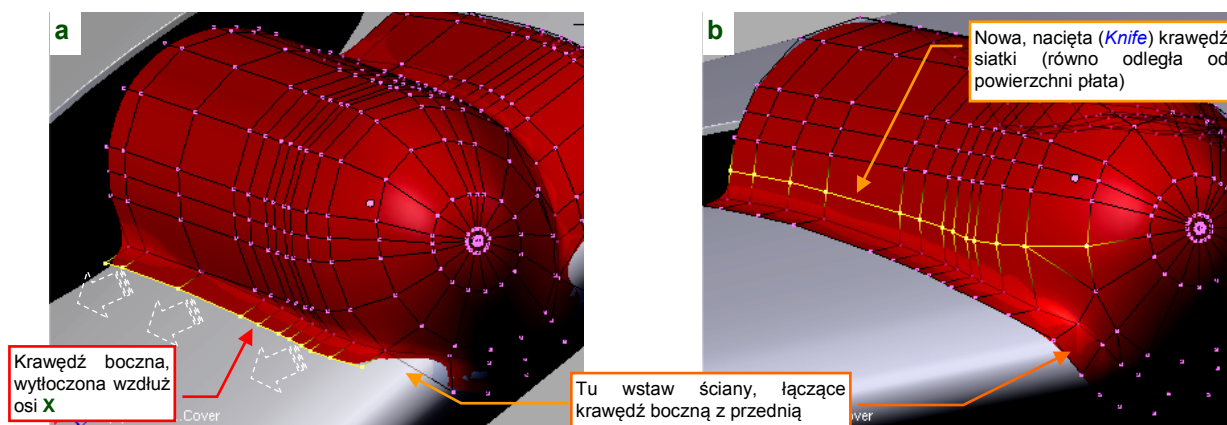 a
b
Nowa, nacięta (Knife) krawędź
siatki (równo odległa od
powierzchni płata)
Krawędź boczna,
wytłoczona wzdłuż
osi X
Tu wstaw ściany, łączące
krawędź boczną z przednią
Cover
over